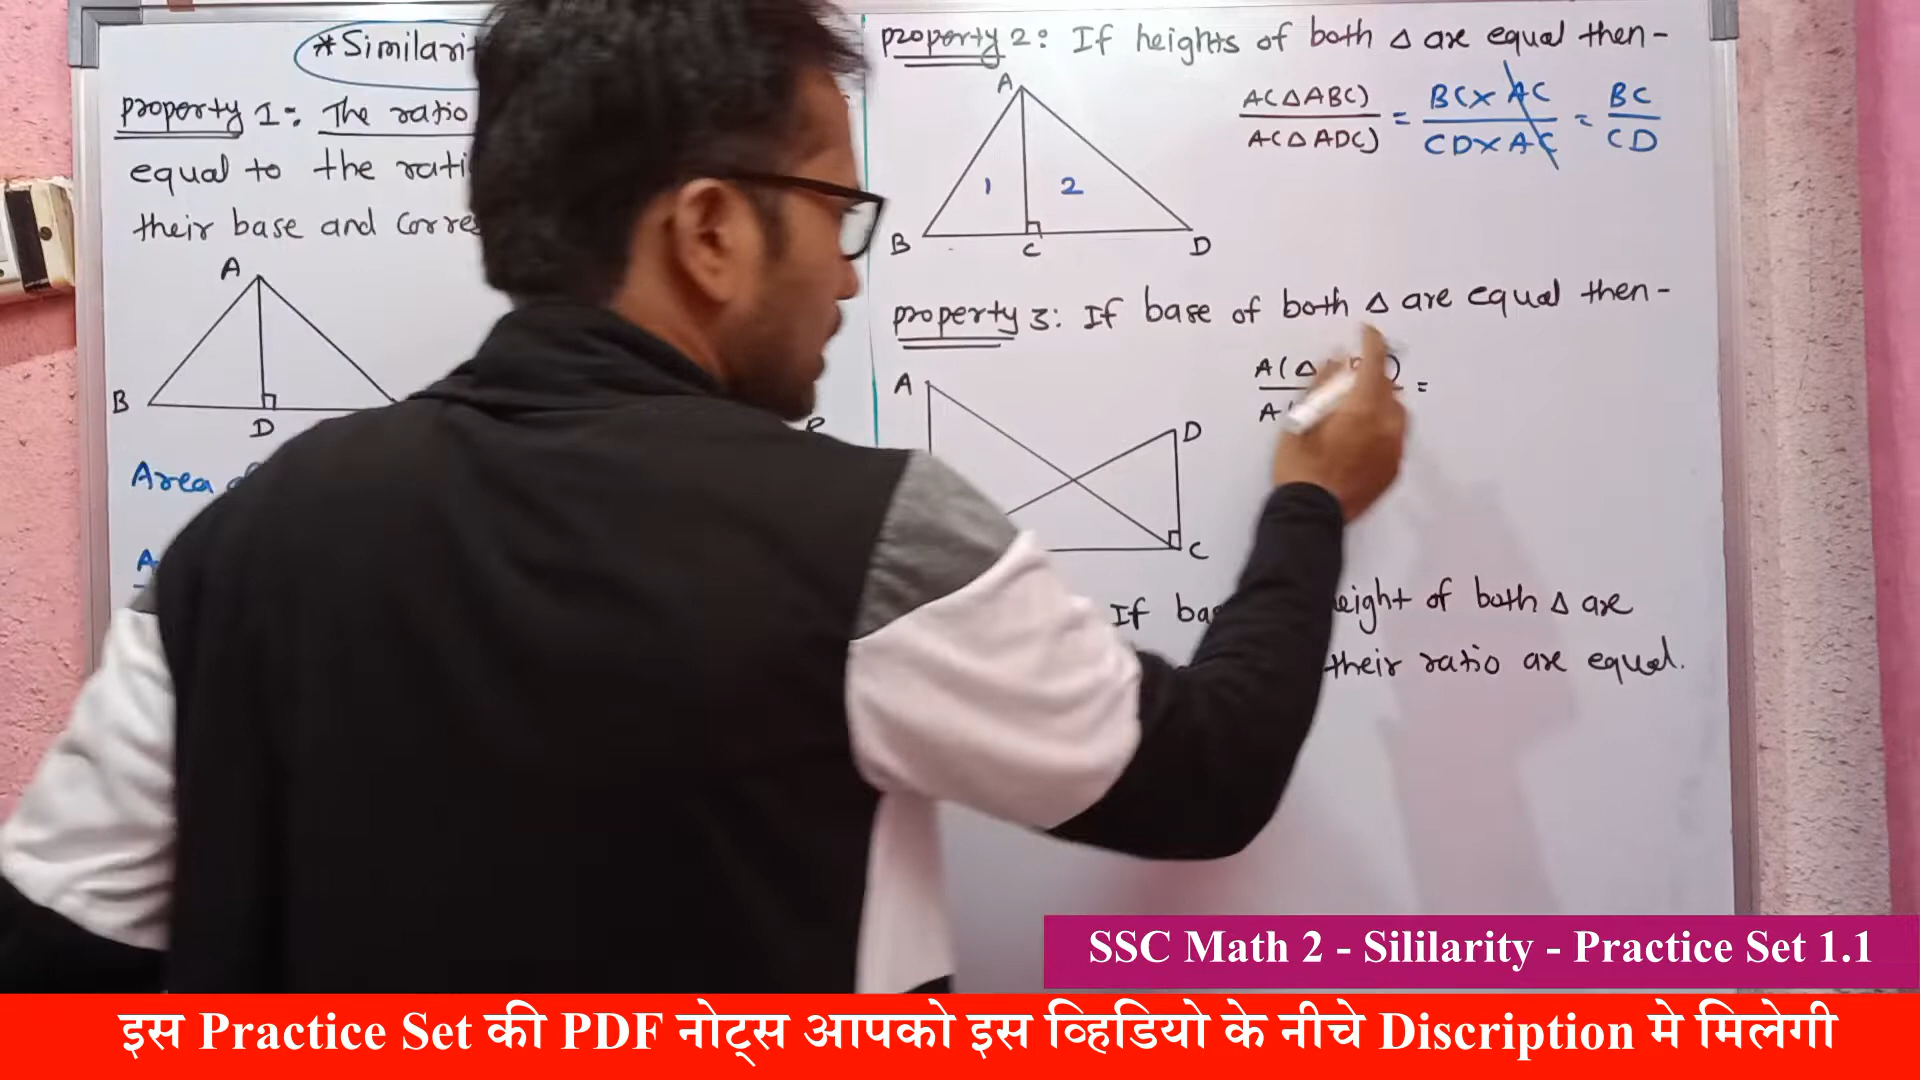 *Similari
property 1: The ratio
equal to the rati
their base and corres
A
B
D
Area
A
property 2: If heights of both Δ are equal then-
A(ΔABC) / A(ΔADC) = BC×AC / CD×AC = BC / CD
A
1 2
B C D
property 3: If base of both Δ are equal then-
A(Δ ) / A( =
A
D
C
If bas eight of both Δ are
their ratio are equal.
SSC Math 2 - Sililarity - Practice Set 1.1
इस Practice Set की PDF नोट्स आपको इस व्हिडियो के नीचे Discription मे मिलेगी